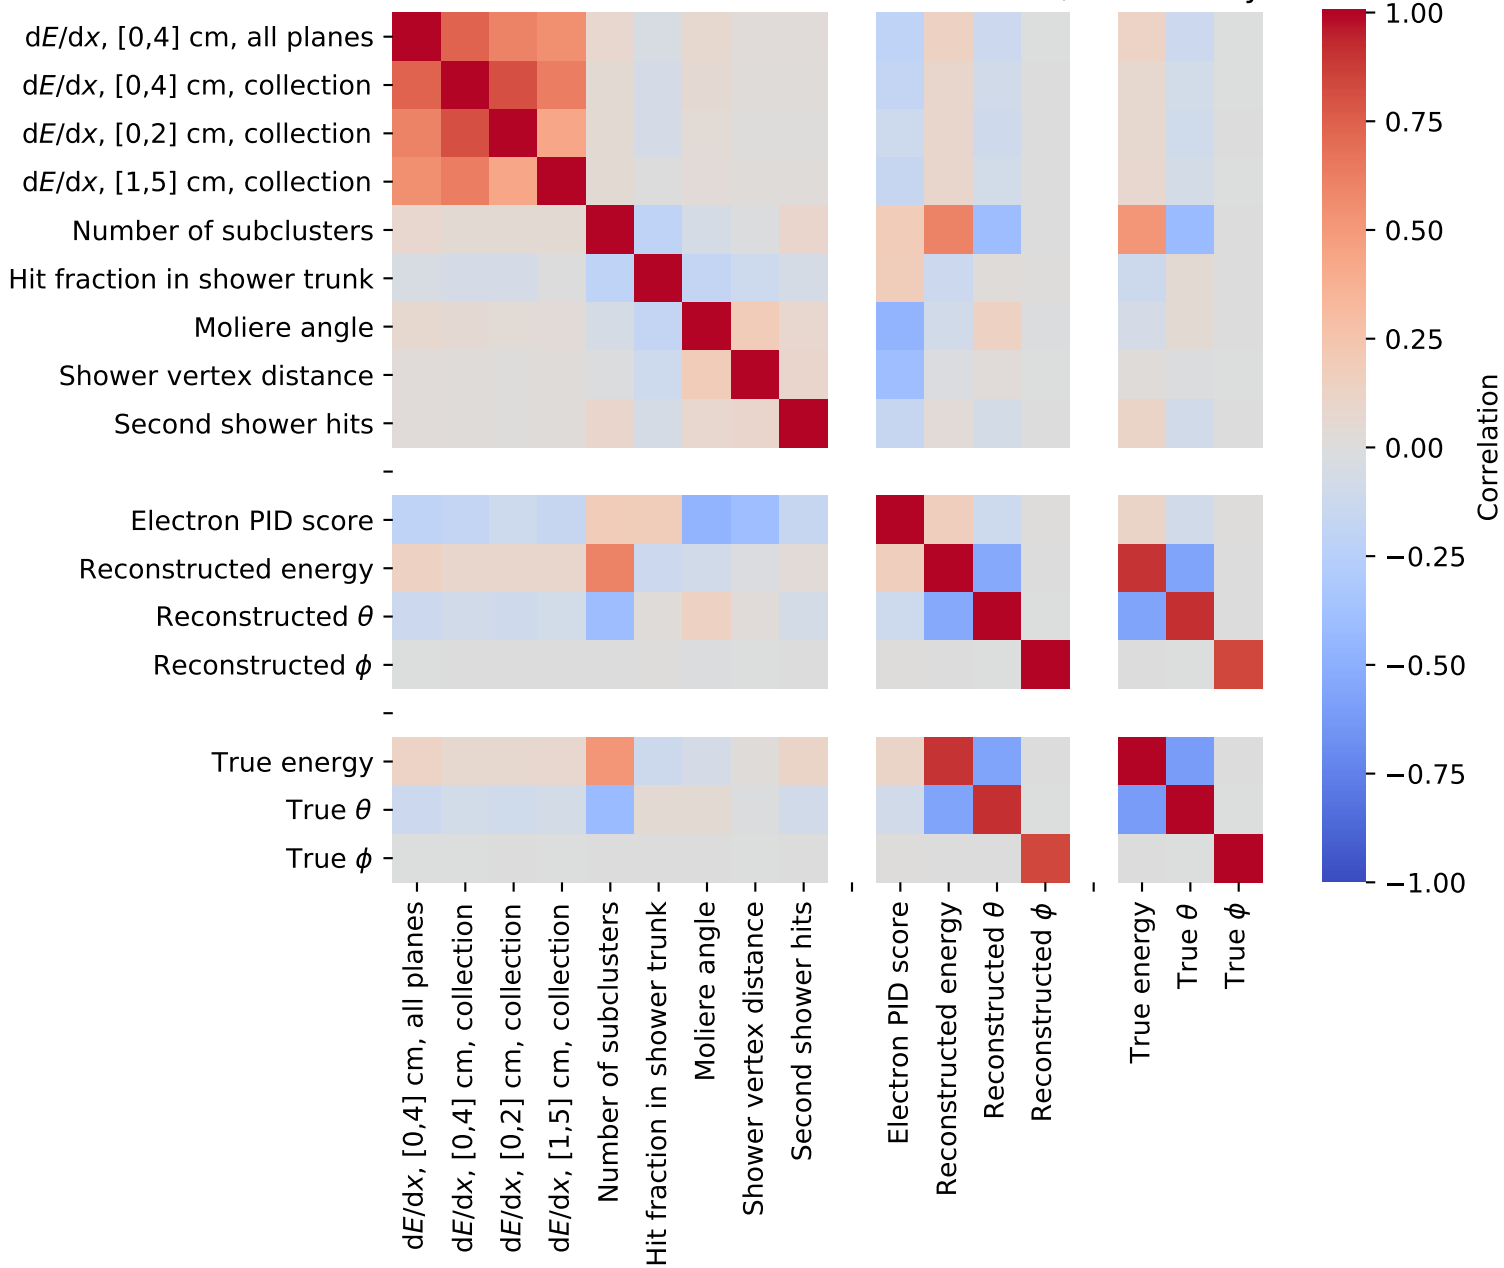 dE/dx, [0,4] cm, all planes
dE/dx, [0,4] cm, collection
dE/dx, [0,2] cm, collection
dE/dx, [1,5] cm, collection
Number of subclusters
Hit fraction in shower trunk
Moliere angle
Shower vertex distance
Second shower hits
Electron PID score
Reconstructed energy
Reconstructed θ
Reconstructed ϕ
True energy
True θ
True ϕ
dE/dx, [0,4] cm, all planes
dE/dx, [0,4] cm, collection
dE/dx, [0,2] cm, collection
dE/dx, [1,5] cm, collection
Number of subclusters
Hit fraction in shower trunk
Moliere angle
Shower vertex distance
Second shower hits
Electron PID score
Reconstructed energy
Reconstructed θ
Reconstructed ϕ
True energy
True θ
True ϕ
1.00
0.75
0.50
0.25
0.00
−0.25
−0.50
−0.75
−1.00
Correlation